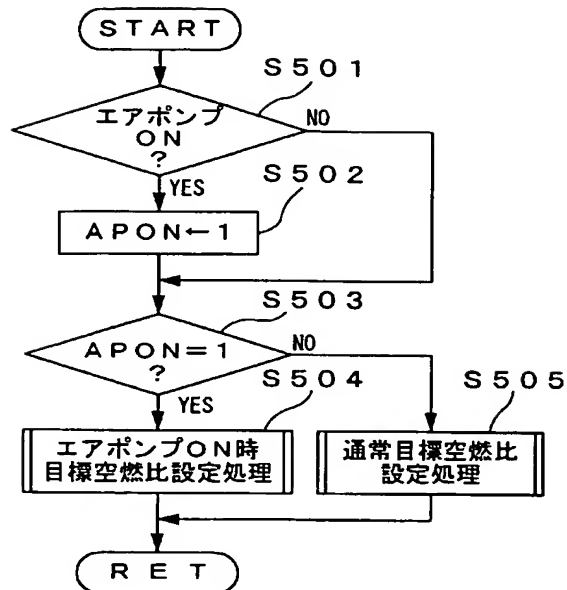 START
S501
エアポンプ
ON
?
NO
YES
S502
APON←1
S503
APON=1
?
NO
YES
S504
S505
エアポンプON時
目標空燃比設定処理
通常目標空燃比
設定処理
RET